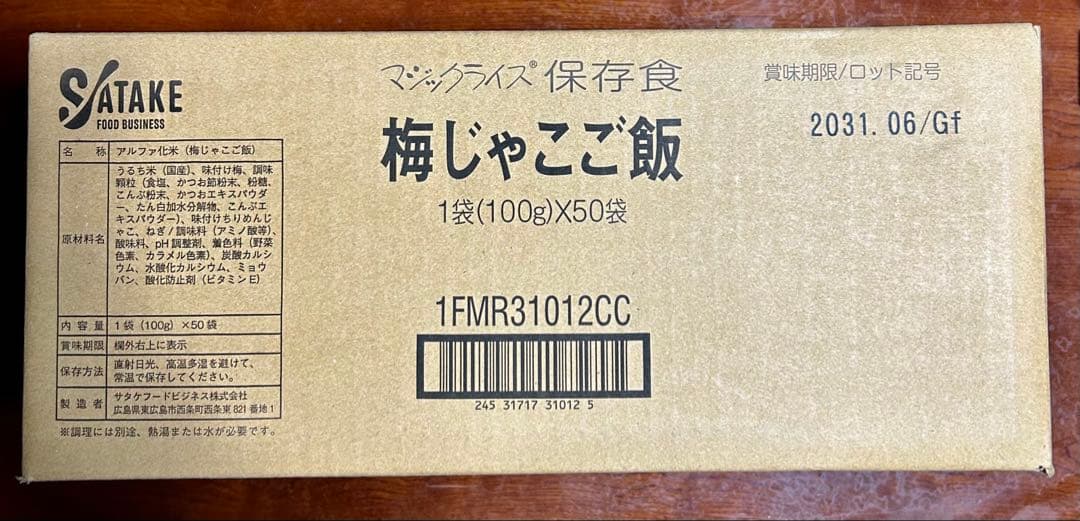 SATAKE
FOOD BUSINESS
マジックライス® 保存食
賞味期限/ロット記号
2031. 06/Gf
梅じゃこご飯
1袋(100g)X50袋
名 称 アルファ化米（梅じゃこご飯）
原材料名 うるち米（国産）、味付け梅、調味
顆粒（食塩、かつお節粉末、粉糖、
こんぶ粉末、かつおエキスパウダ
ー、たん白加水分解物、こんぶエ
キスパウダー）、味付けちりめんじ
ゃこ、ねぎ / 調味料（アミノ酸等）、
酸味料、pH 調整剤、着色料（野菜
色素、カラメル色素）、炭酸カルシ
ウム、水酸化カルシウム、ミョウ
バン、酸化防止剤（ビタミンE）
内 容 量 1袋（100g）×50袋
賞味期限 欄外右上に表示
保存方法 直射日光、高温多湿を避けて、
常温で保存してください。
製 造 者 サタケフードビジネス株式会社
広島県東広島市西条町西条東821番地1
※調理には別途、熱湯または水が必要です。
1FMR31012CC
245 31717 31012 5